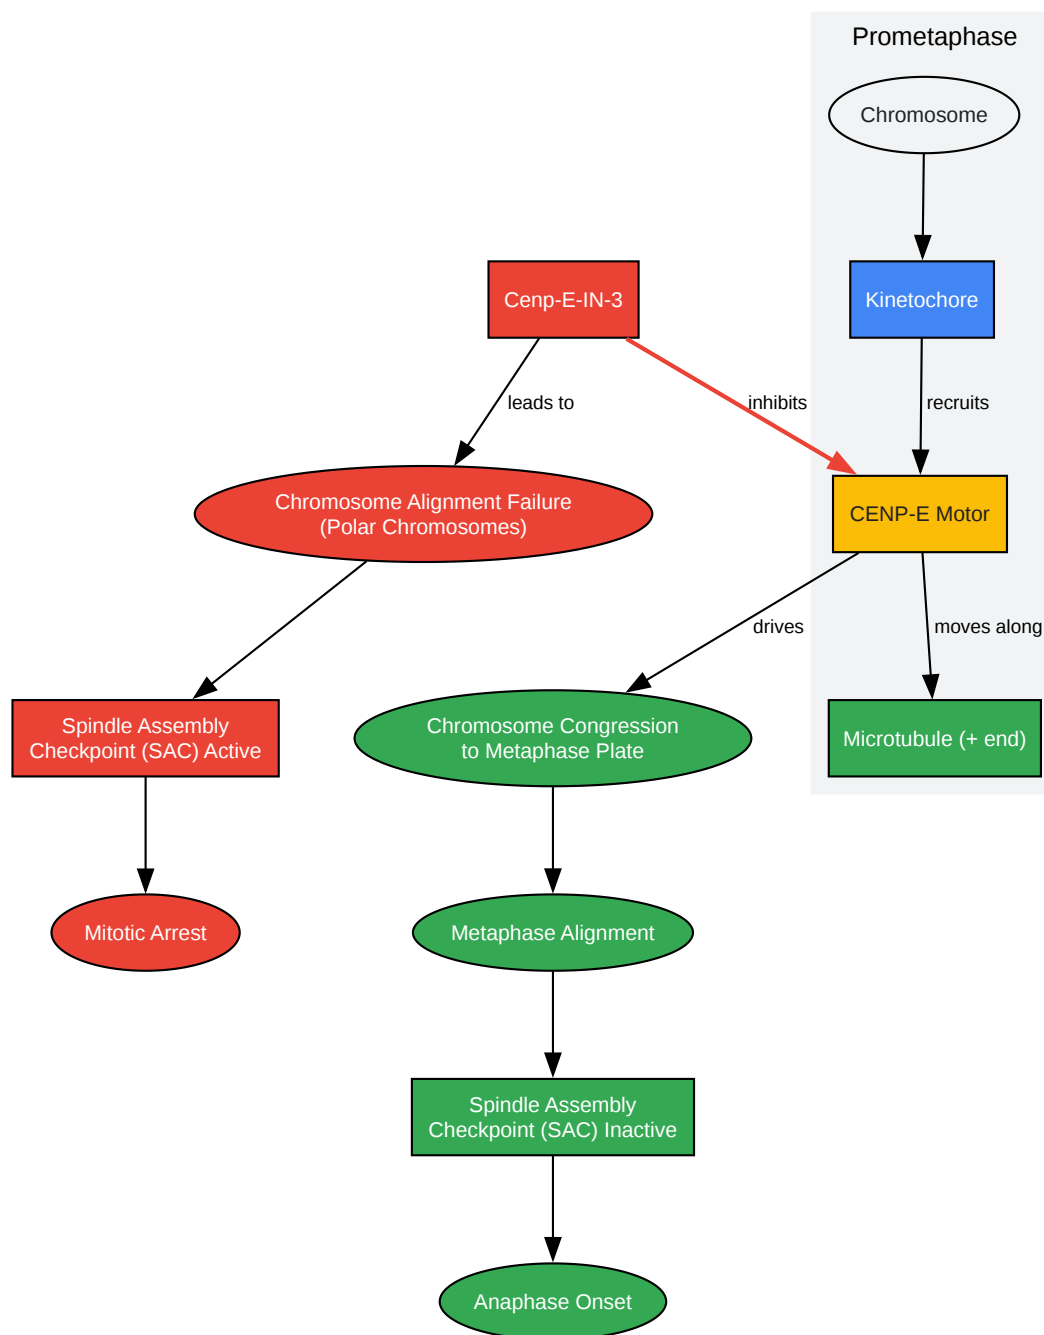 Prometaphase
Chromosome
Cenp-E-IN-3
Kinetochore
leads to
inhibits
recruits
Chromosome Alignment Failure
(Polar Chromosomes)
CENP-E Motor
drives
moves along
Spindle Assembly
Checkpoint (SAC) Active
Chromosome Congression
to Metaphase Plate
Microtubule (+ end)
Mitotic Arrest
Metaphase Alignment
Spindle Assembly
Checkpoint (SAC) Inactive
Anaphase Onset